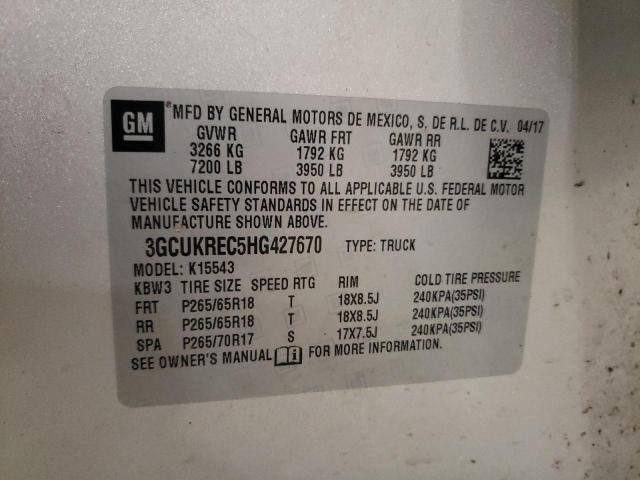 GM
®MFD BY GENERAL MOTORS DE MEXICO, S. DE R.L. DE C.V. 04/17
GVWR GAWR FRT GAWR RR
3266 KG 1792 KG 1792 KG
7200 LB 3950 LB 3950 LB
THIS VEHICLE CONFORMS TO ALL APPLICABLE U.S. FEDERAL MOTOR
VEHICLE SAFETY STANDARDS IN EFFECT ON THE DATE OF
MANUFACTURE SHOWN ABOVE.
3GCUKREC5HG427670 TYPE: TRUCK
MODEL: K15543
KBW3 TIRE SIZE SPEED RTG RIM COLD TIRE PRESSURE
FRT P265/65R18 T 18X8.5J 240KPA(35PSI)
RR P265/65R18 T 18X8.5J 240KPA(35PSI)
SPA P265/70R17 S 17X7.5J 240KPA(35PSI)
SEE OWNER'S MANUAL FOR MORE INFORMATION.